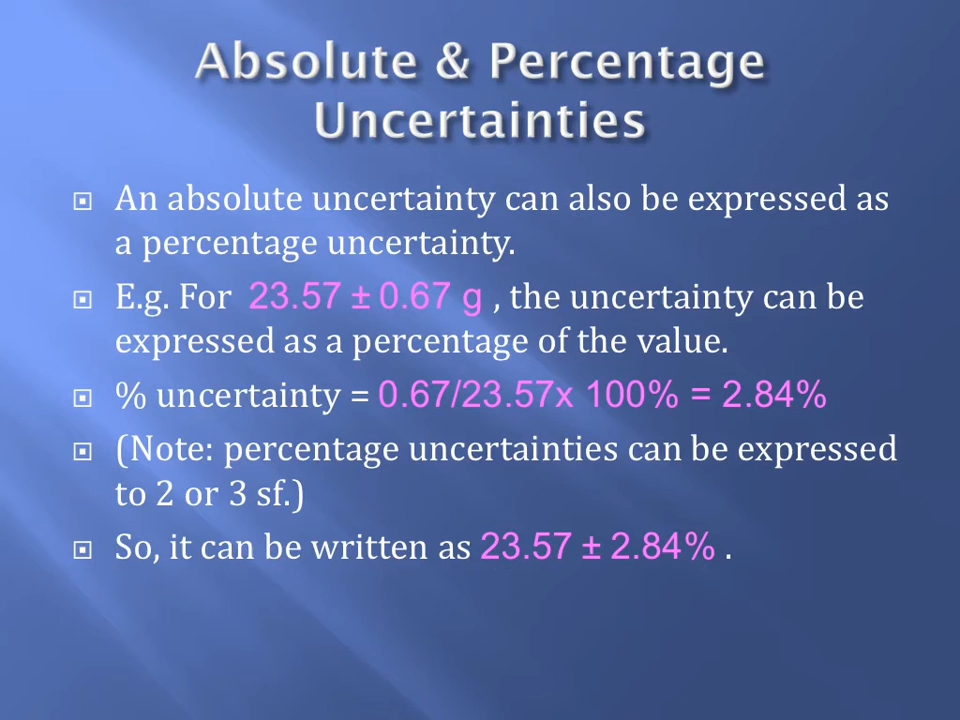 Absolute & Percentage
Uncertainties
An absolute uncertainty can also be expressed as
a percentage uncertainty.
E.g. For 23.57 ± 0.67 g , the uncertainty can be
expressed as a percentage of the value.
% uncertainty = 0.67/23.57x 100% = 2.84%
(Note: percentage uncertainties can be expressed
to 2 or 3 sf.)
So, it can be written as 23.57 ± 2.84% .